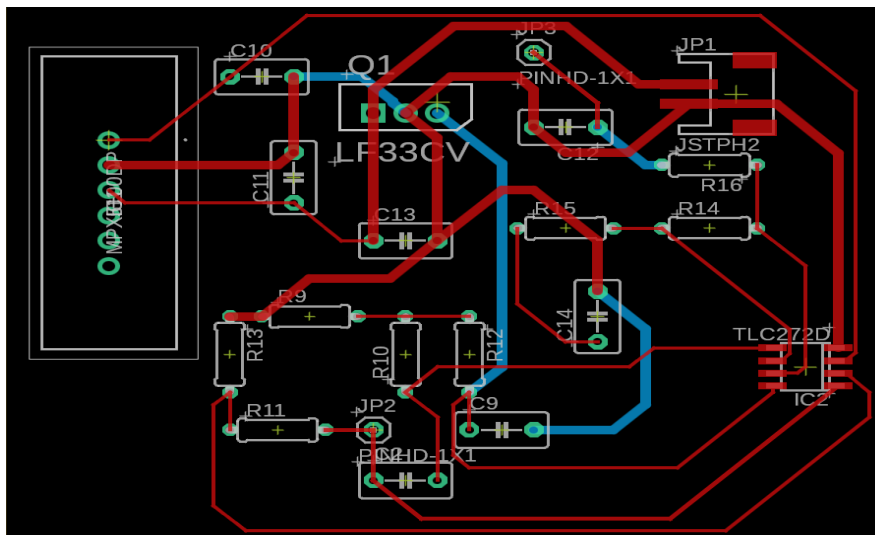 C10
Q1
JP3
JP1
PINHD-1X1
LF33CV
C12
JSTPH2
R16
C11
C13
R15
R14
R9
C14
TLC272D
R13
R10
R12
IC2
R11
JP2
C9
PINHD-1X1
C2